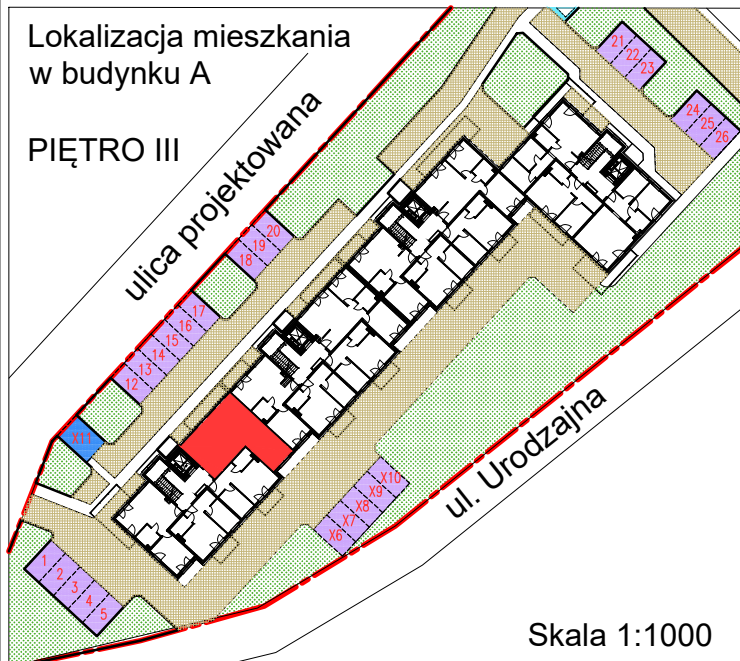 Lokalizacja mieszkania
w budynku A
PIĘTRO III
ulica projektowana
21
22
23
24
25
26
20
19
18
17
16
15
14
13
12
X11
X10
X9
X8
X7
X6
ul. Urodzajna
1
2
3
4
5
Skala 1:1000